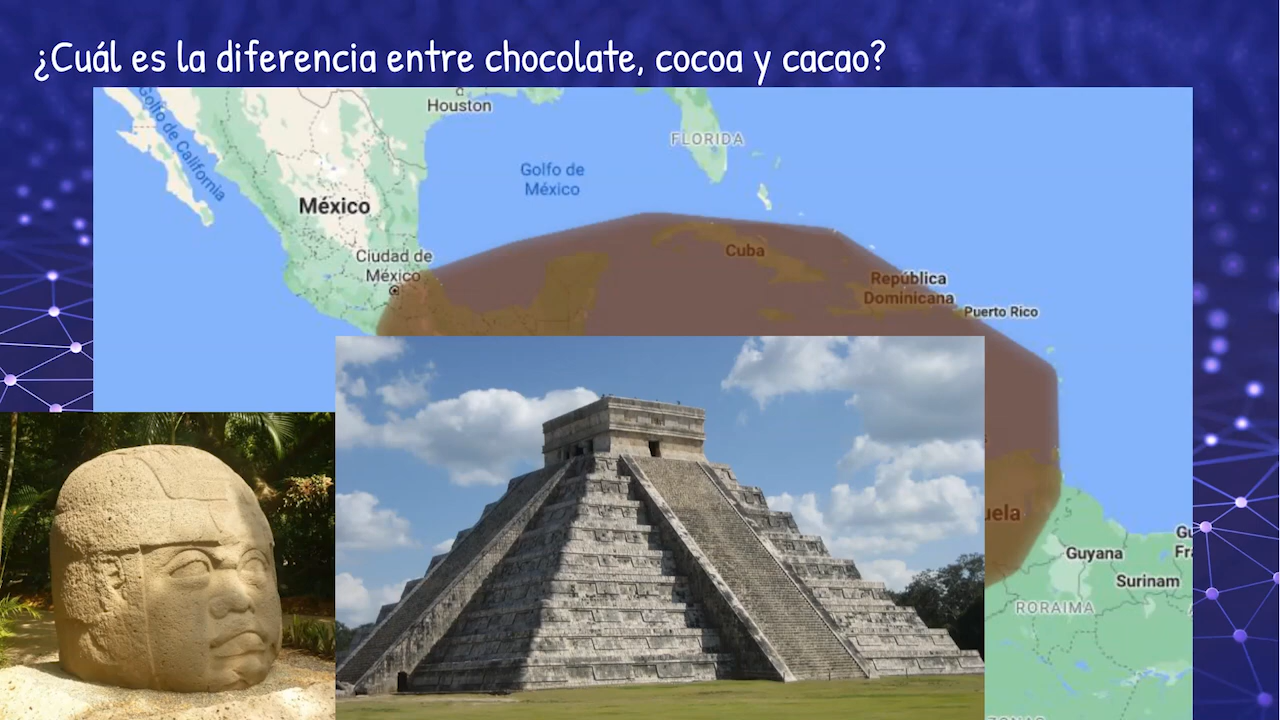 ¿Cuál es la diferencia entre chocolate, cocoa y cacao?
Houston
FLORIDA
Golfo de California
Golfo de
México
México
Cuba
Ciudad de
México
República
Dominicana
Puerto Rico
uela
Guyana
Surinam
RORAIMA